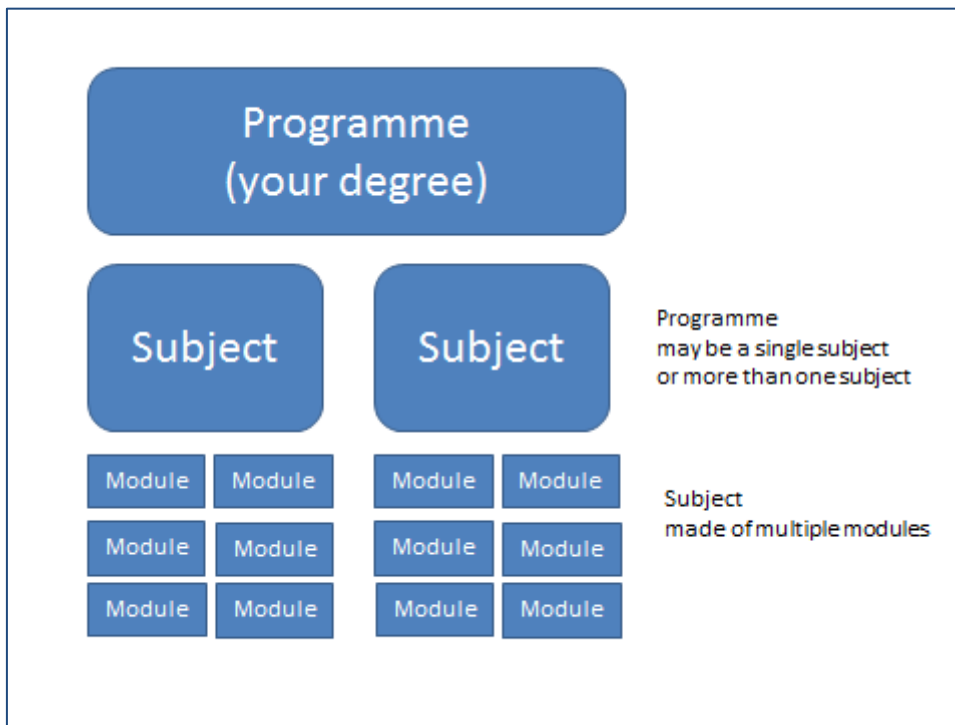 Programme
(your degree)
Subject
Subject
Programme
may be a single subject
or more than one subject
Module
Module
Module
Module
Subject
made of multiple modules
Module
Module
Module
Module
Module
Module
Module
Module